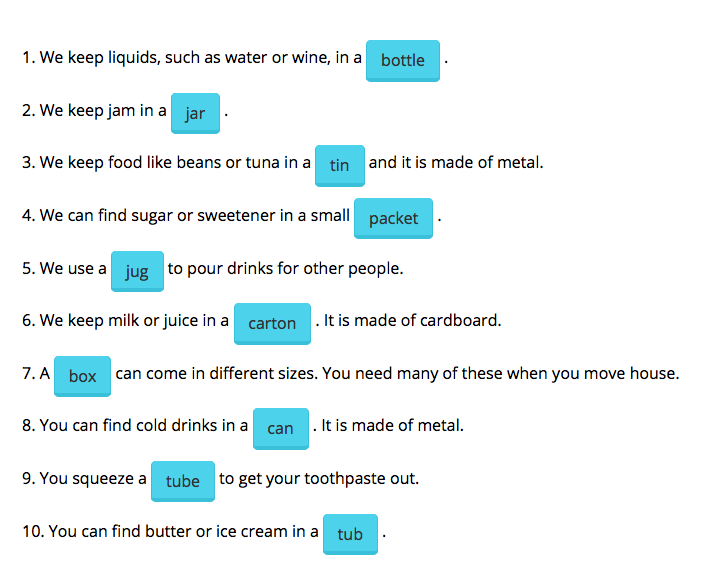 1. We keep liquids, such as water or wine, in a bottle .
2. We keep jam in a jar .
3. We keep food like beans or tuna in a tin and it is made of metal.
4. We can find sugar or sweetener in a small packet .
5. We use a jug to pour drinks for other people.
6. We keep milk or juice in a carton . It is made of cardboard.
7. A box can come in different sizes. You need many of these when you move house.
8. You can find cold drinks in a can . It is made of metal.
9. You squeeze a tube to get your toothpaste out.
10. You can find butter or ice cream in a tub .